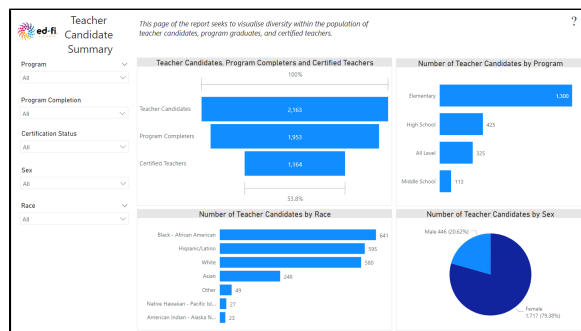 ed-fi
Teacher
Candidate
Summary
This page of the report seeks to visualise diversity within the population of
teacher candidates, program graduates, and certified teachers.
?
Program
All
Program Completion
All
Certification Status
All
Sex
All
Race
All
Teacher Candidates, Program Completers and Certified Teachers
100%
Teacher Candidates
2,163
Program Completers
1,953
Certified Teachers
1,164
53.8%
Number of Teacher Candidates by Program
Elementary
1,300
High School
425
All Level
325
Middle School
113
Number of Teacher Candidates by Race
Black - African American
641
Hispanic/Latino
595
White
580
Asian
248
Other
49
Native Hawaiian - Pacific Isl...
27
American Indian - Alaska N...
23
Number of Teacher Candidates by Sex
Male 446 (20.62%)
Female
1,717 (79.38%)